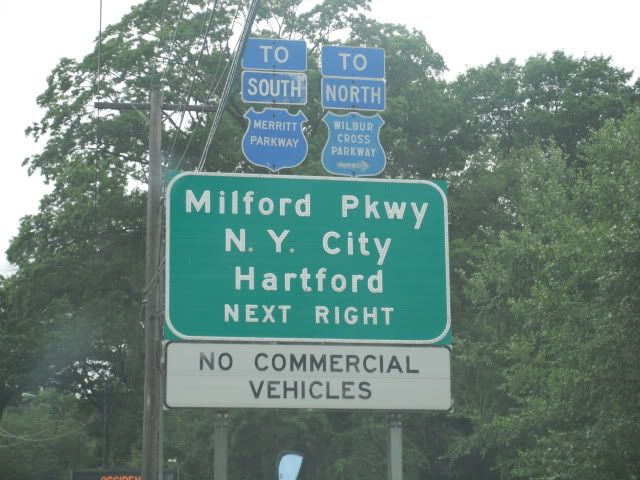 TO
SOUTH
MERRITT
PARKWAY
TO
NORTH
WILBUR
CROSS
PARKWAY
Milford Pkwy
N. Y. City
Hartford
NEXT RIGHT
NO COMMERCIAL
VEHICLES